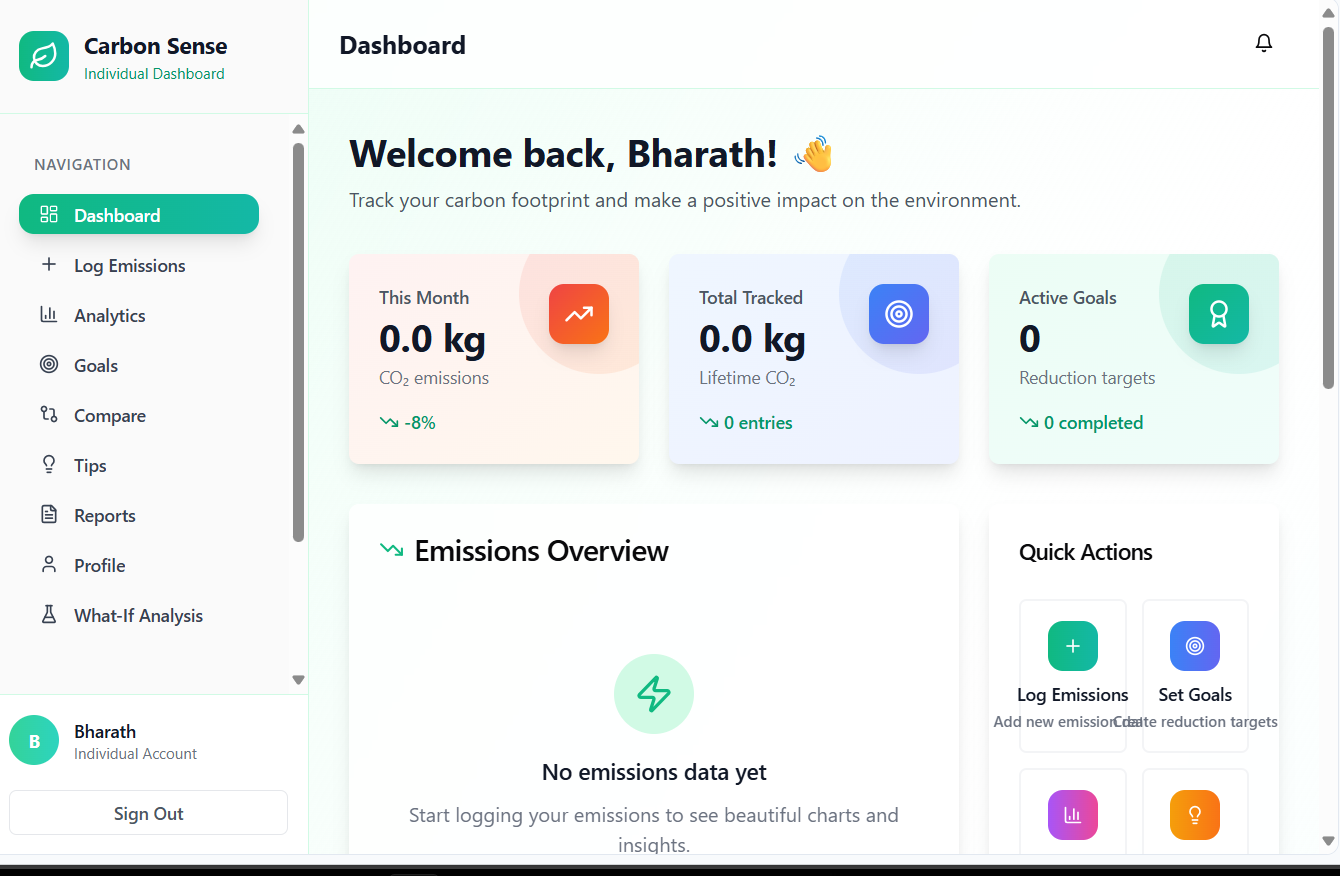 Carbon Sense
Individual Dashboard
NAVIGATION
Dashboard
Log Emissions
Analytics
Goals
Compare
Tips
Reports
Profile
What-If Analysis
B
Bharath
Individual Account
Sign Out
Dashboard
Welcome back, Bharath! 👋
Track your carbon footprint and make a positive impact on the environment.
This Month
0.0 kg
CO₂ emissions
-8%
Total Tracked
0.0 kg
Lifetime CO₂
0 entries
Active Goals
0
Reduction targets
0 completed
Emissions Overview
No emissions data yet
Start logging your emissions to see beautiful charts and
insights.
Quick Actions
Log Emissions
Add new emission
Set Goals
Create reduction targets